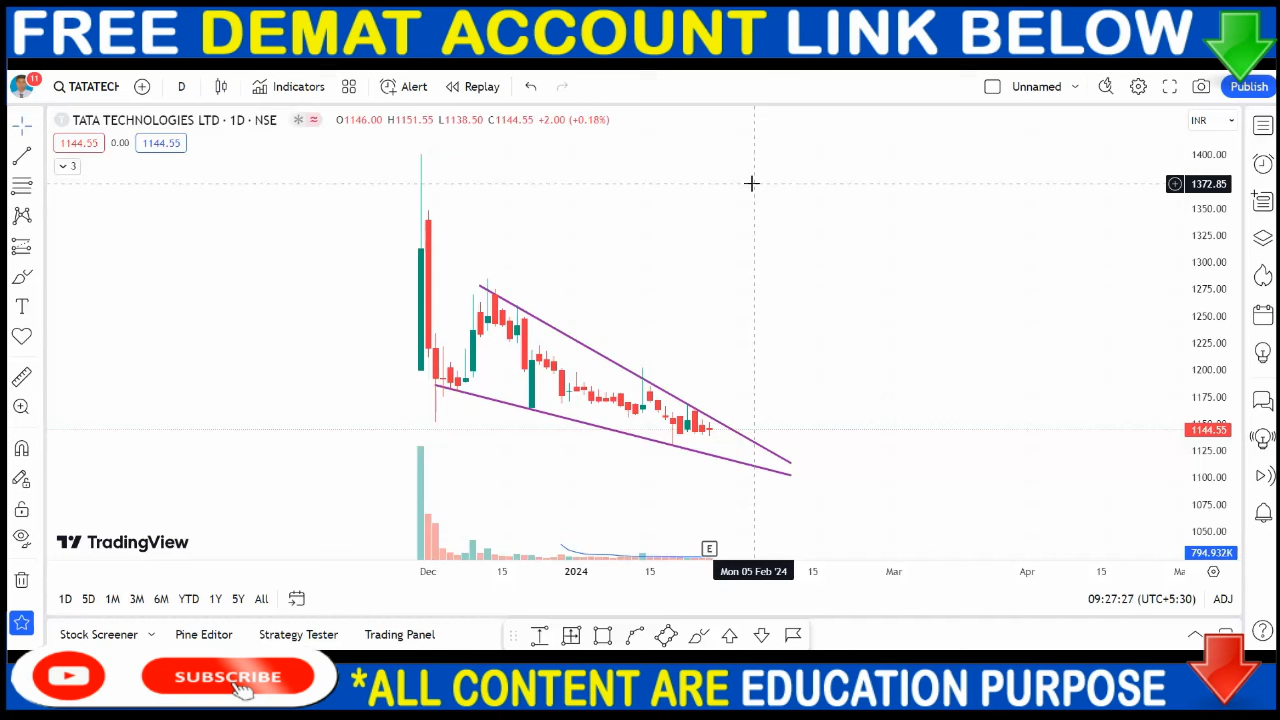 FREE DEMAT ACCOUNT LINK BELOW
11
TATATECH
D
Indicators
Alert
Replay
Unnamed
Publish
TATA TECHNOLOGIES LTD · 1D · NSE
O1146.00 H1151.55 L1138.50 C1144.55 +2.00 (+0.18%)
INR
1144.55
0.00
1144.55
3
1400.00
1372.85
1350.00
1325.00
1300.00
1275.00
1250.00
1225.00
1200.00
1175.00
1144.55
1125.00
1100.00
1075.00
1050.00
794.932K
E
TradingView
Dec
15
2024
15
Mon 05 Feb '24
15
Mar
Apr
15
Ma
1D 5D 1M 3M 6M YTD 1Y 5Y All
09:27:27 (UTC+5:30)
ADJ
Stock Screener
Pine Editor
Strategy Tester
Trading Panel
SUBSCRIBE
*ALL CONTENT ARE EDUCATION PURPOSE